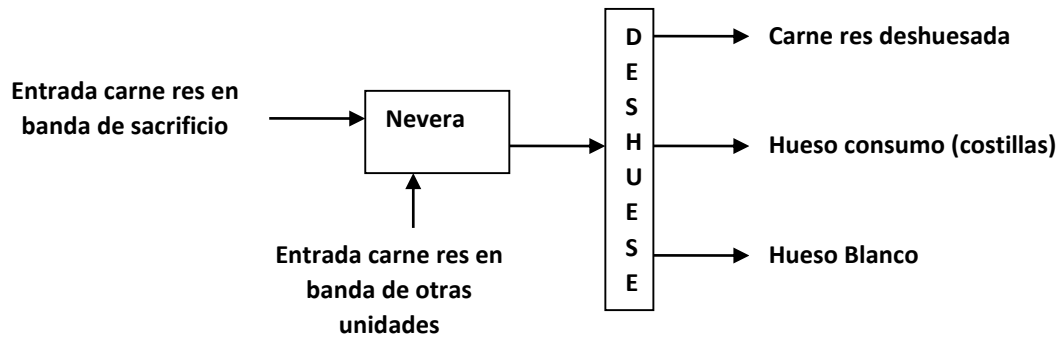 Entrada carne res en
banda de sacrificio
Nevera
Entrada carne res en
banda de otras
unidades
D
E
S
H
U
E
S
E
Carne res deshuesada
Hueso consumo (costillas)
Hueso Blanco